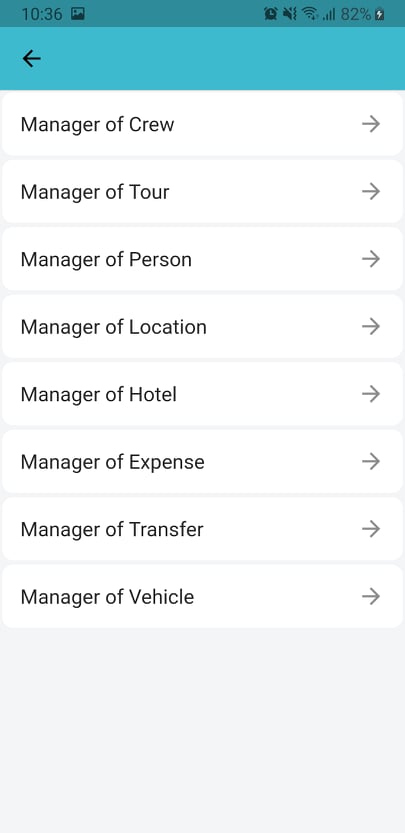 10:36 82%
Manager of Crew
Manager of Tour
Manager of Person
Manager of Location
Manager of Hotel
Manager of Expense
Manager of Transfer
Manager of Vehicle